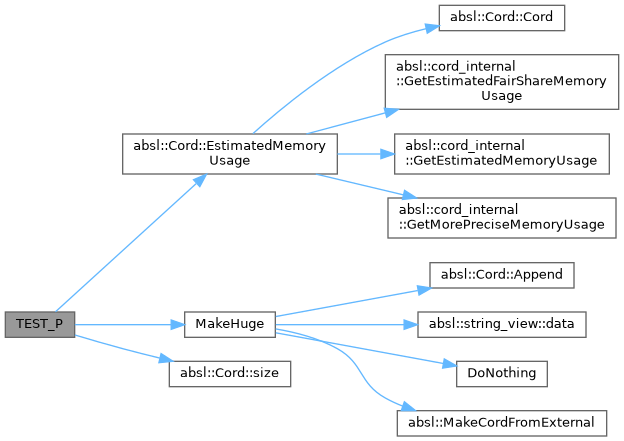 absl::Cord::Cord
absl::cord_internal
::GetEstimatedFairShareMemory
Usage
absl::Cord::EstimatedMemory
Usage
absl::cord_internal
::GetEstimatedMemoryUsage
absl::cord_internal
::GetMorePreciseMemoryUsage
absl::Cord::Append
TEST_P
MakeHuge
absl::string_view::data
absl::Cord::size
DoNothing
absl::MakeCordFromExternal